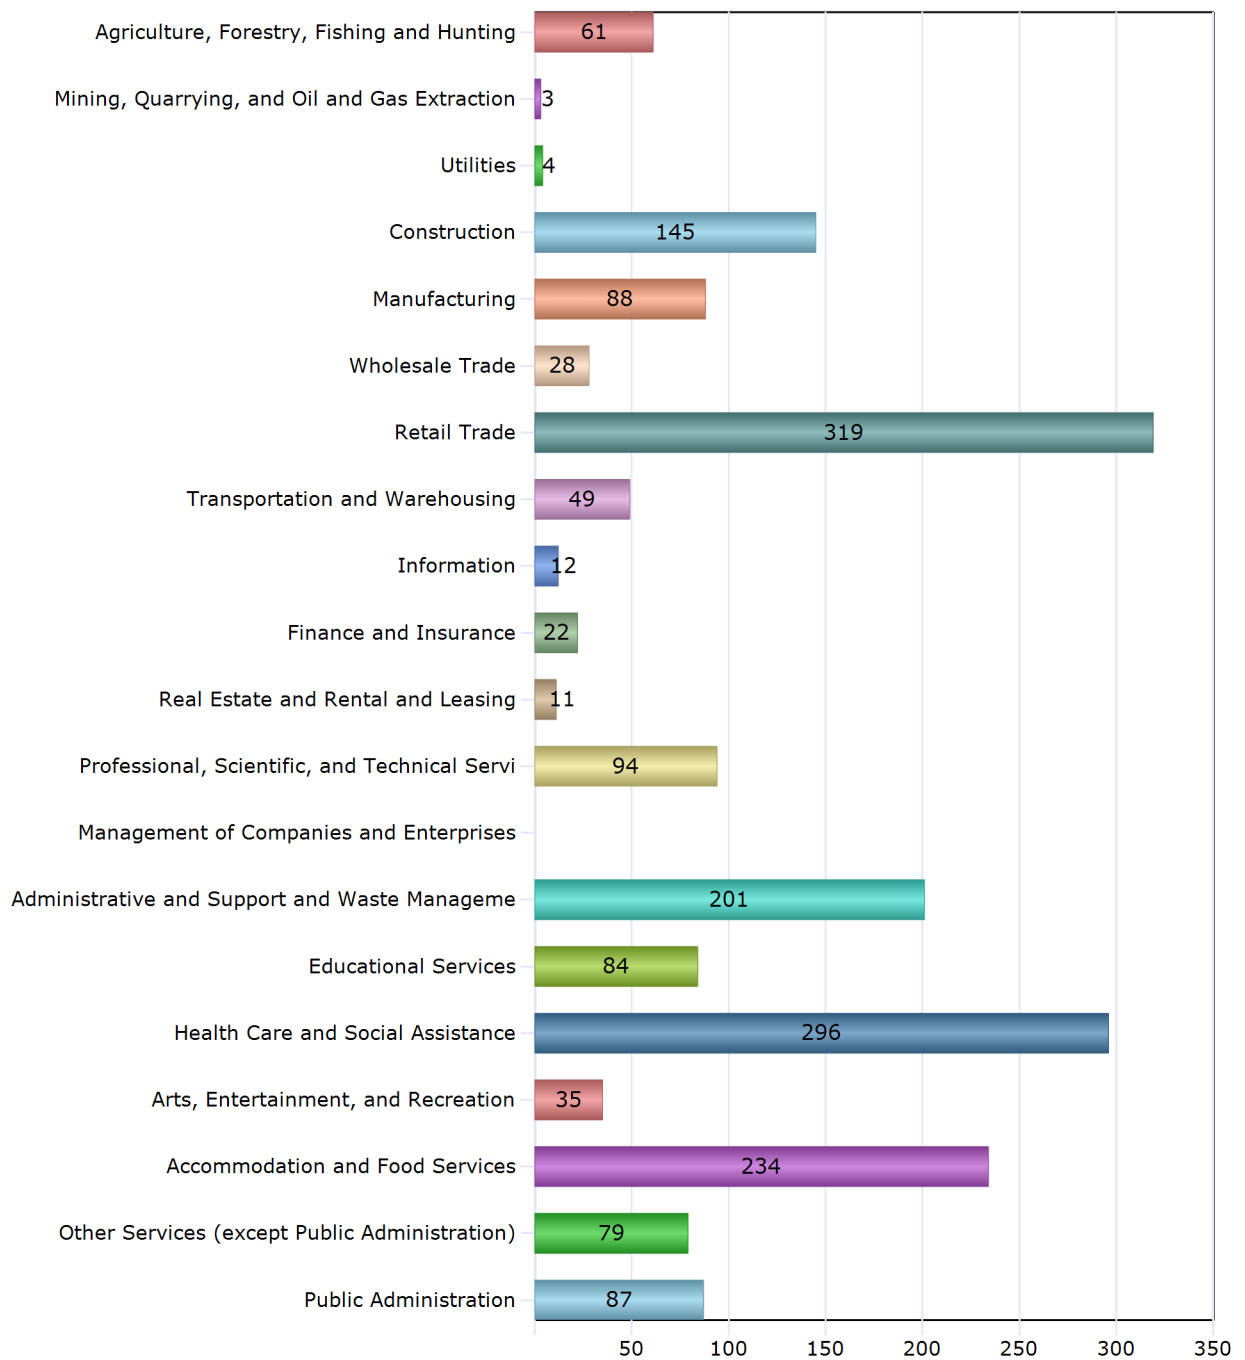 Agriculture, Forestry, Fishing and Hunting 61
Mining, Quarrying, and Oil and Gas Extraction 3
Utilities 4
Construction 145
Manufacturing 88
Wholesale Trade 28
Retail Trade 319
Transportation and Warehousing 49
Information 12
Finance and Insurance 22
Real Estate and Rental and Leasing 11
Professional, Scientific, and Technical Servi 94
Management of Companies and Enterprises
Administrative and Support and Waste Manageme 201
Educational Services 84
Health Care and Social Assistance 296
Arts, Entertainment, and Recreation 35
Accommodation and Food Services 234
Other Services (except Public Administration) 79
Public Administration 87
50 100 150 200 250 300 350